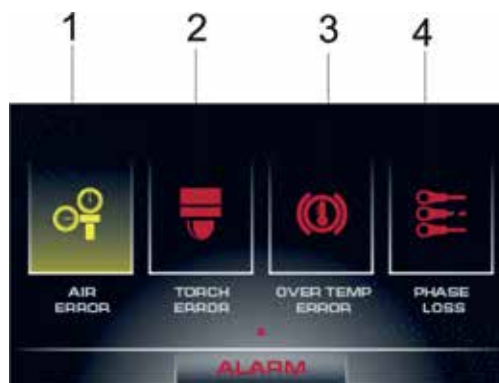 1 2 3 4
AIR ERROR TORCH ERROR OVER TEMP ERROR PHASE LOSS
ALARM